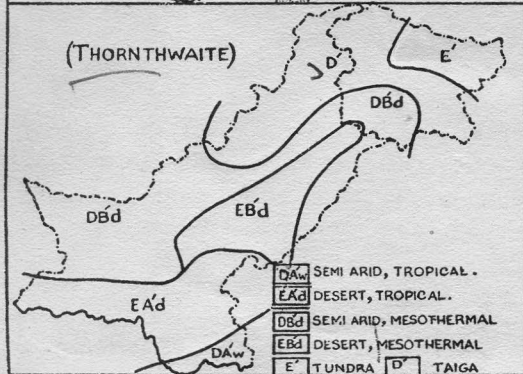 (THORNTHWAITE)
D'
E'
DB'd
DB'd
EB'd
EA'd
DA'w
DA'w SEMI ARID, TROPICAL.
EA'd DESERT, TROPICAL.
DB'd SEMI ARID, MESOTHERMAL
EB'd DESERT, MESOTHERMAL
E' TUNDRA D' TAIGA